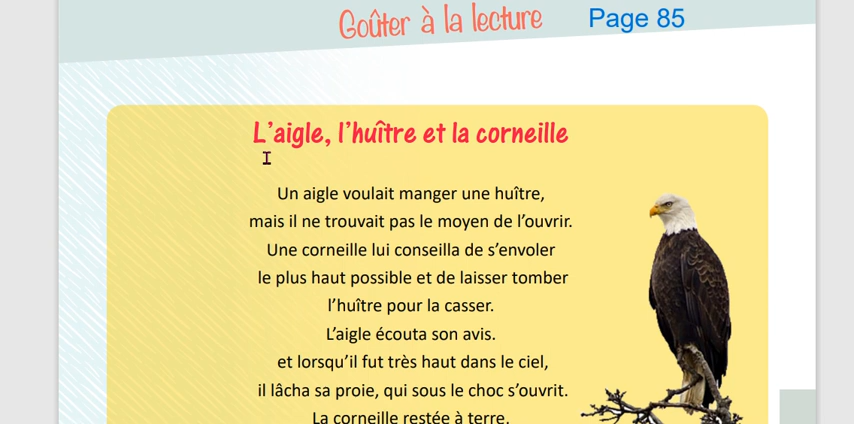 Goûter à la lecture
Page 85
L'aigle, l'huître et la corneille
Un aigle voulait manger une huître,
mais il ne trouvait pas le moyen de l'ouvrir.
Une corneille lui conseilla de s'envoler
le plus haut possible et de laisser tomber
l'huître pour la casser.
L'aigle écouta son avis.
et lorsqu'il fut très haut dans le ciel,
il lâcha sa proie, qui sous le choc s'ouvrit.
La corneille restée à terre,